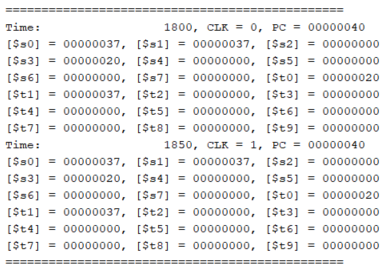 ==============================================
Time: 1800, CLK = 0, PC = 00000040
[$s0] = 00000037, [$s1] = 00000037, [$s2] = 00000000
[$s3] = 00000020, [$s4] = 00000000, [$s5] = 00000000
[$s6] = 00000000, [$s7] = 00000000, [$t0] = 00000020
[$t1] = 00000037, [$t2] = 00000000, [$t3] = 00000000
[$t4] = 00000000, [$t5] = 00000000, [$t6] = 00000000
[$t7] = 00000000, [$t8] = 00000000, [$t9] = 00000000
Time: 1850, CLK = 1, PC = 00000040
[$s0] = 00000037, [$s1] = 00000037, [$s2] = 00000000
[$s3] = 00000020, [$s4] = 00000000, [$s5] = 00000000
[$s6] = 00000000, [$s7] = 00000000, [$t0] = 00000020
[$t1] = 00000037, [$t2] = 00000000, [$t3] = 00000000
[$t4] = 00000000, [$t5] = 00000000, [$t6] = 00000000
[$t7] = 00000000, [$t8] = 00000000, [$t9] = 00000000
==============================================